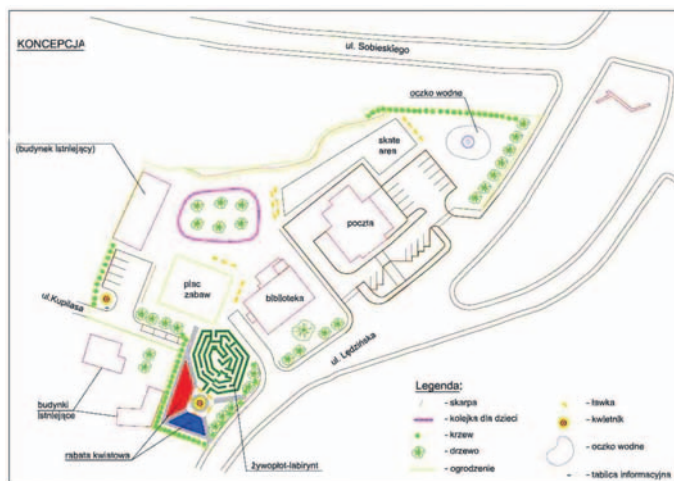 KONCEPCJA
ul. Sobieskiego
oczko wodne
(budynek istniejący)
skate
area
poczta
plac
zabaw
biblioteka
ul.Kupilasa
ul. Lędzińska
budynki
istniejące
rabata kwiatowa
żywopłot-labirynt
Legenda:
- skarpa
- kolejka dla dzieci
- krzew
- drzewo
- ogrodzenie
- ławka
- kwietnik
- oczko wodne
- tablica informacyjna